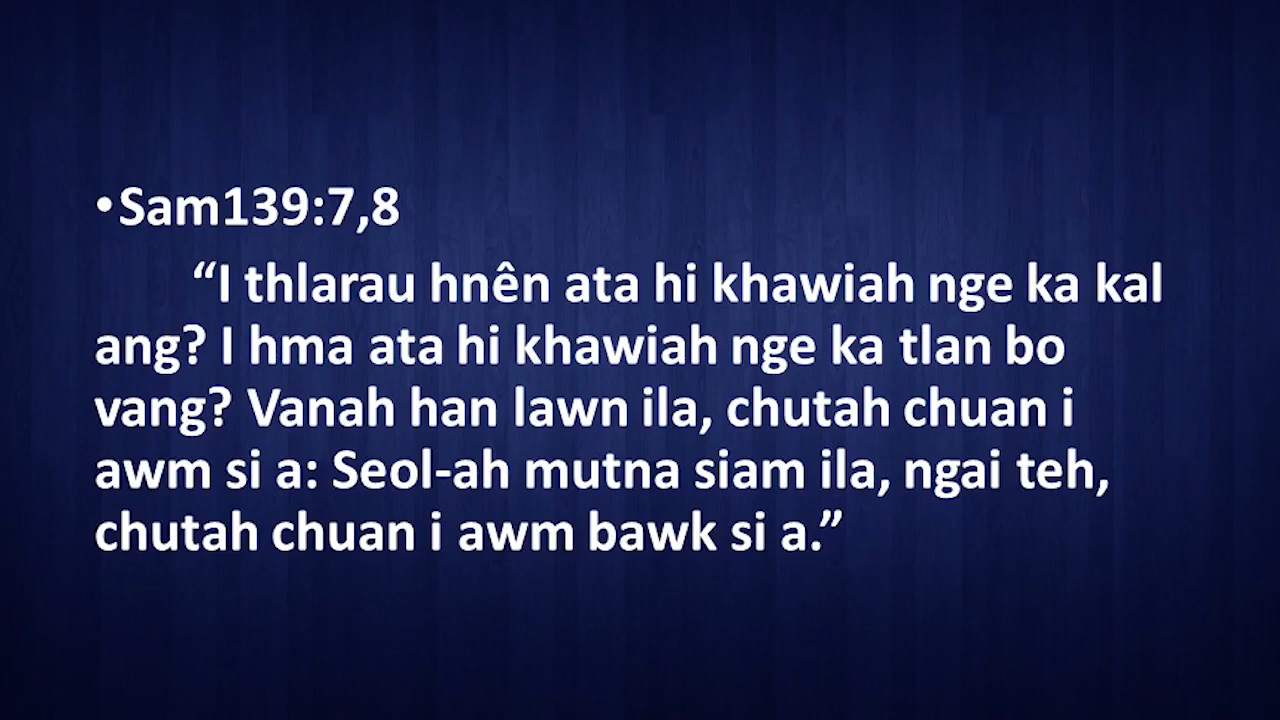 •Sam139:7,8
“I thlarau hnên ata hi khawiah nge ka kal
ang? I hma ata hi khawiah nge ka tlan bo
vang? Vanah han lawn ila, chutah chuan i
awm si a: Seol-ah mutna siam ila, ngai teh,
chutah chuan i awm bawk si a.”